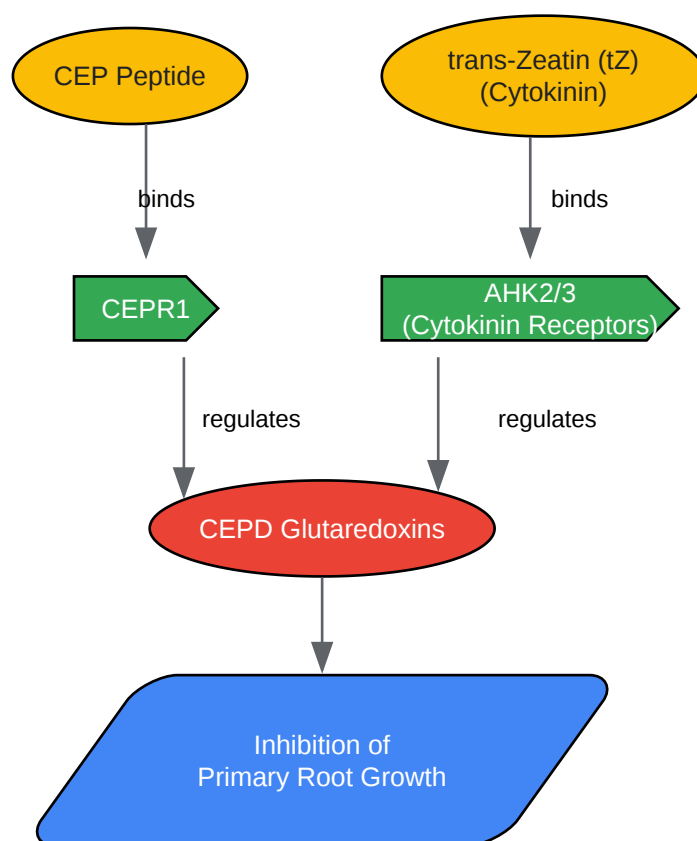 CEP Peptide
trans-Zeatin (tZ)
(Cytokinin)
binds
binds
CEPR1
AHK2/3
(Cytokinin Receptors)
regulates
regulates
CEPD Glutaredoxins
Inhibition of
Primary Root Growth